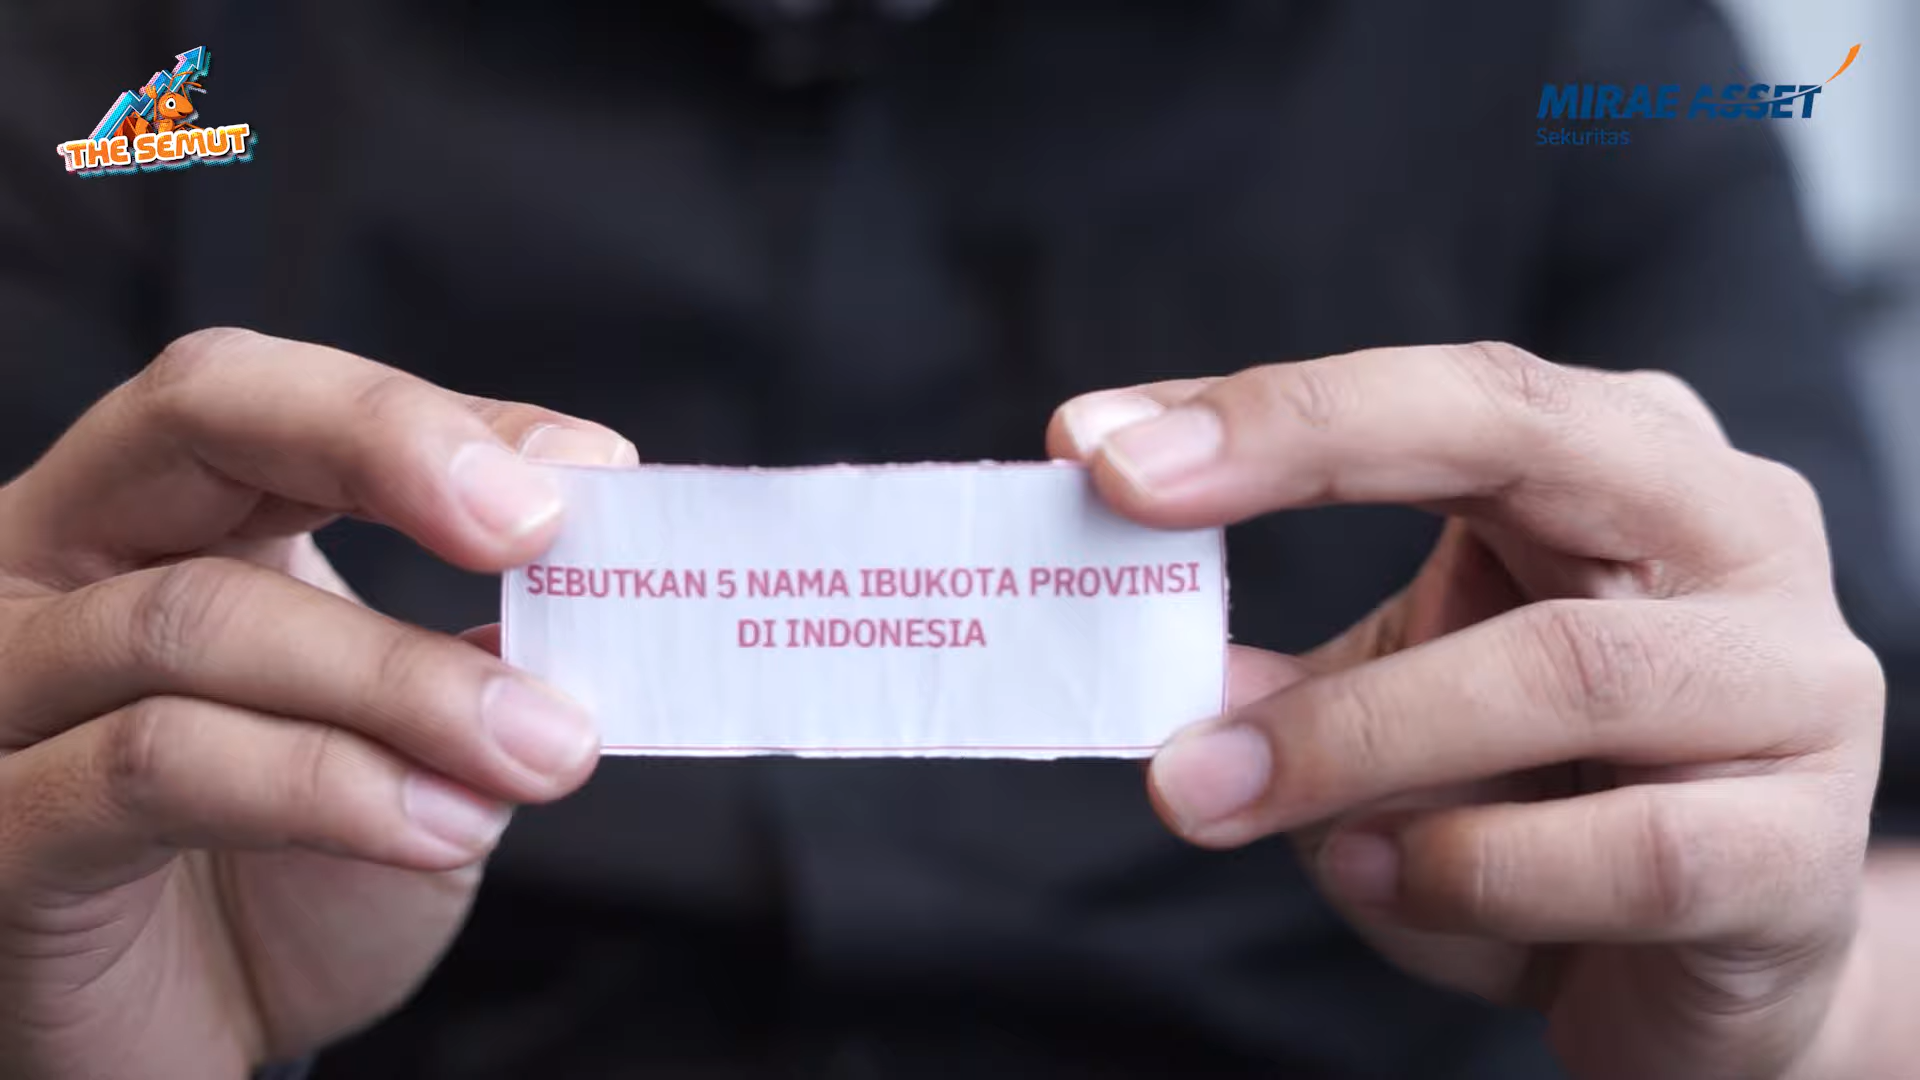 THE SEMUT
MIRAE ASSET
Sekuritas
SEBUTKAN 5 NAMA IBUKOTA PROVINSI
DI INDONESIA